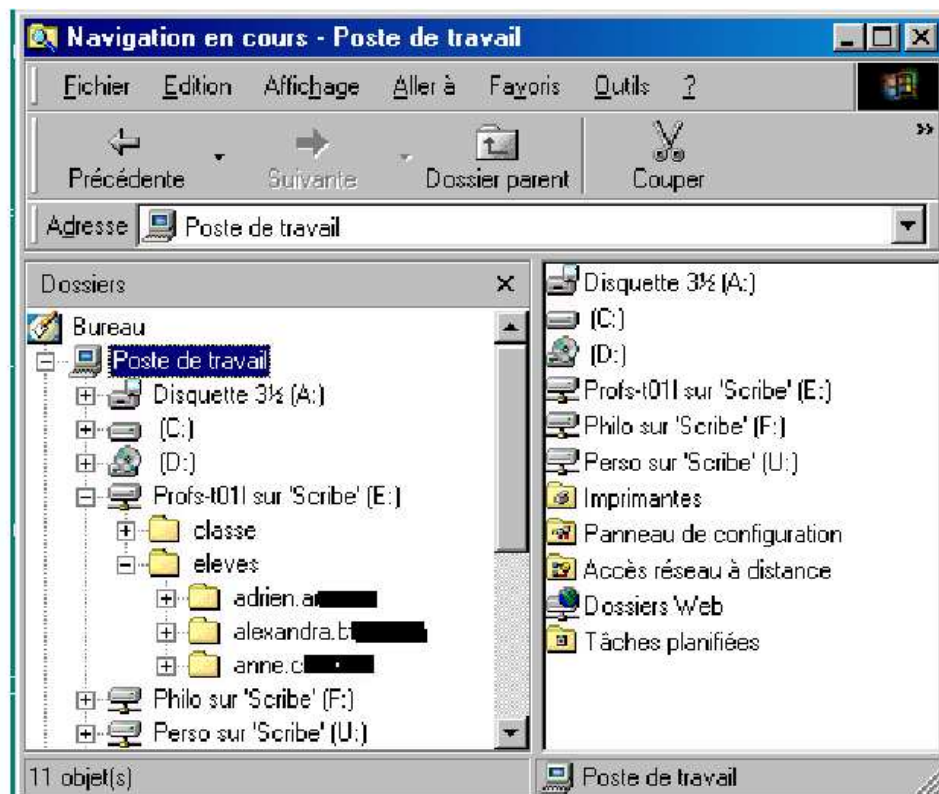 Navigation en cours - Poste de travail
Fichier Edition Affichage Aller à Favoris Outils ?
Précédente Suivante Dossier parent Couper »
Adresse Poste de travail
Dossiers
Bureau
Poste de travail
Disquette 3½ (A:)
(C:)
(D:)
Profs-t01l sur 'Scribe' (E:)
classe
eleves
adrien.a
alexandra.b
anne.c
Philo sur 'Scribe' (F:)
Perso sur 'Scribe' (U:)
Disquette 3½ (A:)
(C:)
(D:)
Profs-t01l sur 'Scribe' (E:)
Philo sur 'Scribe' (F:)
Perso sur 'Scribe' (U:)
Imprimantes
Panneau de configuration
Accès réseau à distance
Dossiers Web
Tâches planifiées
11 objet(s)
Poste de travail